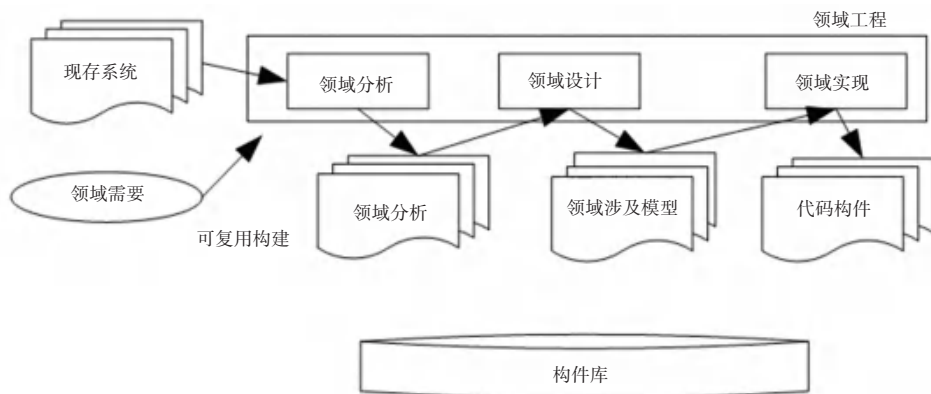 领域工程
现存系统
领域分析
领域设计
领域实现
领域需要
领域分析
领域涉及模型
代码构件
可复用构建
构件库